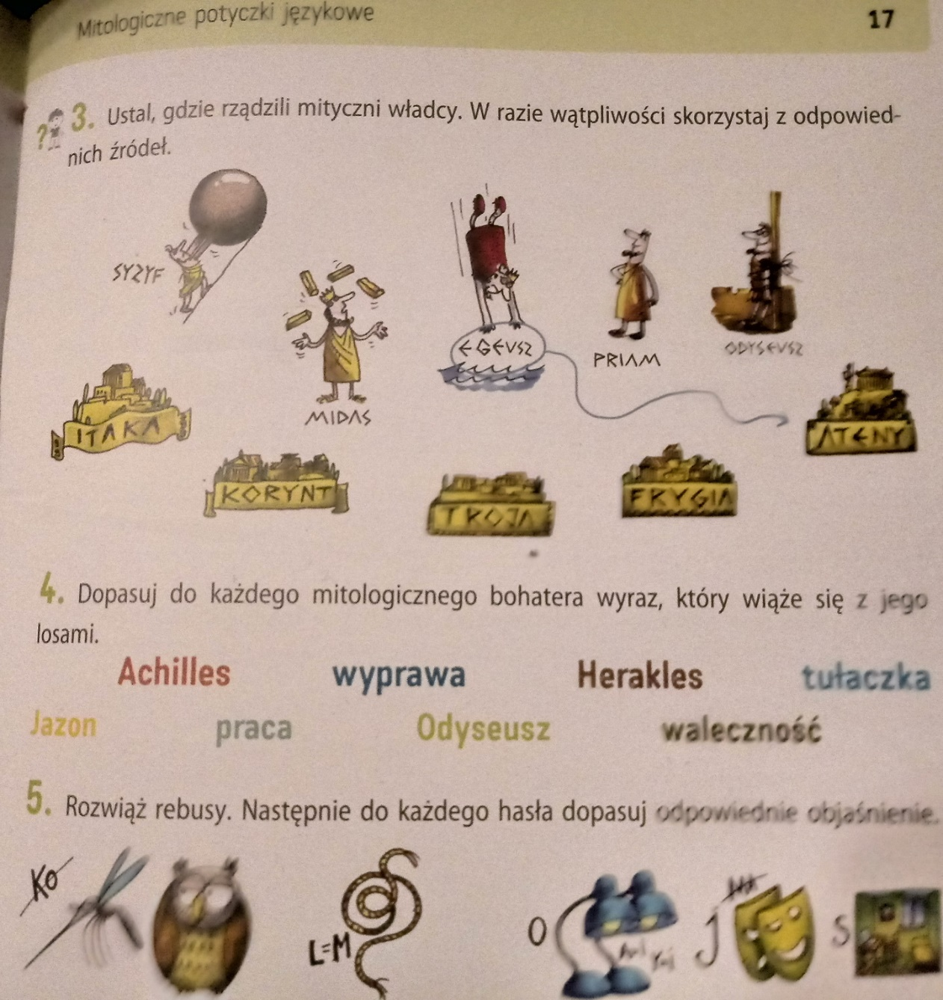 Mitologiczne potyczki językowe
17
? 3. Ustal, gdzie rządzili mityczni władcy. W razie wątpliwości skorzystaj z odpowied-
nich źródeł.
SYZYF
MIDAS
EGEUSZ
PRIAM
ODYSEUSZ
ITAKA
KORYNT
TROJA
FRYGIA
ATENY
4. Dopasuj do każdego mitologicznego bohatera wyraz, który wiąże się z jego
losami.
Achilles wyprawa Herakles tułaczka
Jazon praca Odyseusz waleczność
5. Rozwiąż rebusy. Następnie do każdego hasła dopasuj odpowiednie objaśnienie.
KO
L=M
O
J
S